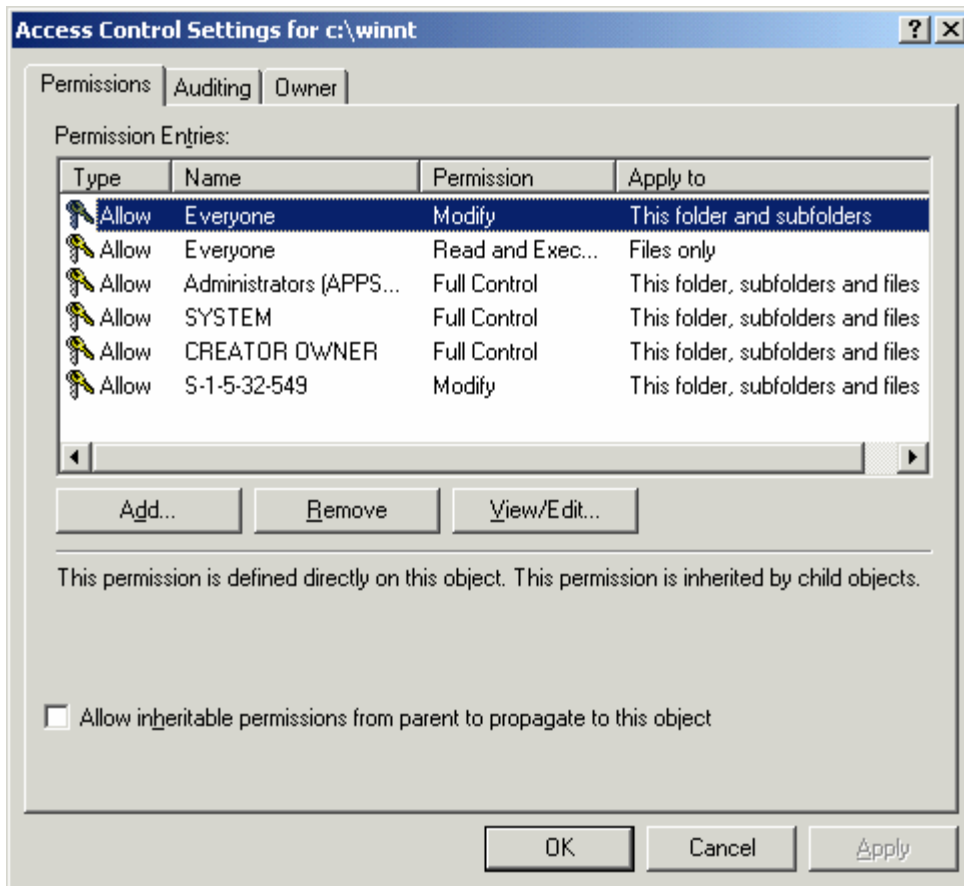 Access Control Settings for c:\winnt
Permissions Auditing Owner
Permission Entries:
Type Name Permission Apply to
Allow Everyone Modify This folder and subfolders
Allow Everyone Read and Exec... Files only
Allow Administrators (APPS... Full Control This folder, subfolders and files
Allow SYSTEM Full Control This folder, subfolders and files
Allow CREATOR OWNER Full Control This folder, subfolders and files
Allow S-1-5-32-549 Modify This folder, subfolders and files
Add... Remove View/Edit...
This permission is defined directly on this object. This permission is inherited by child objects.
Allow inheritable permissions from parent to propagate to this object
OK Cancel Apply